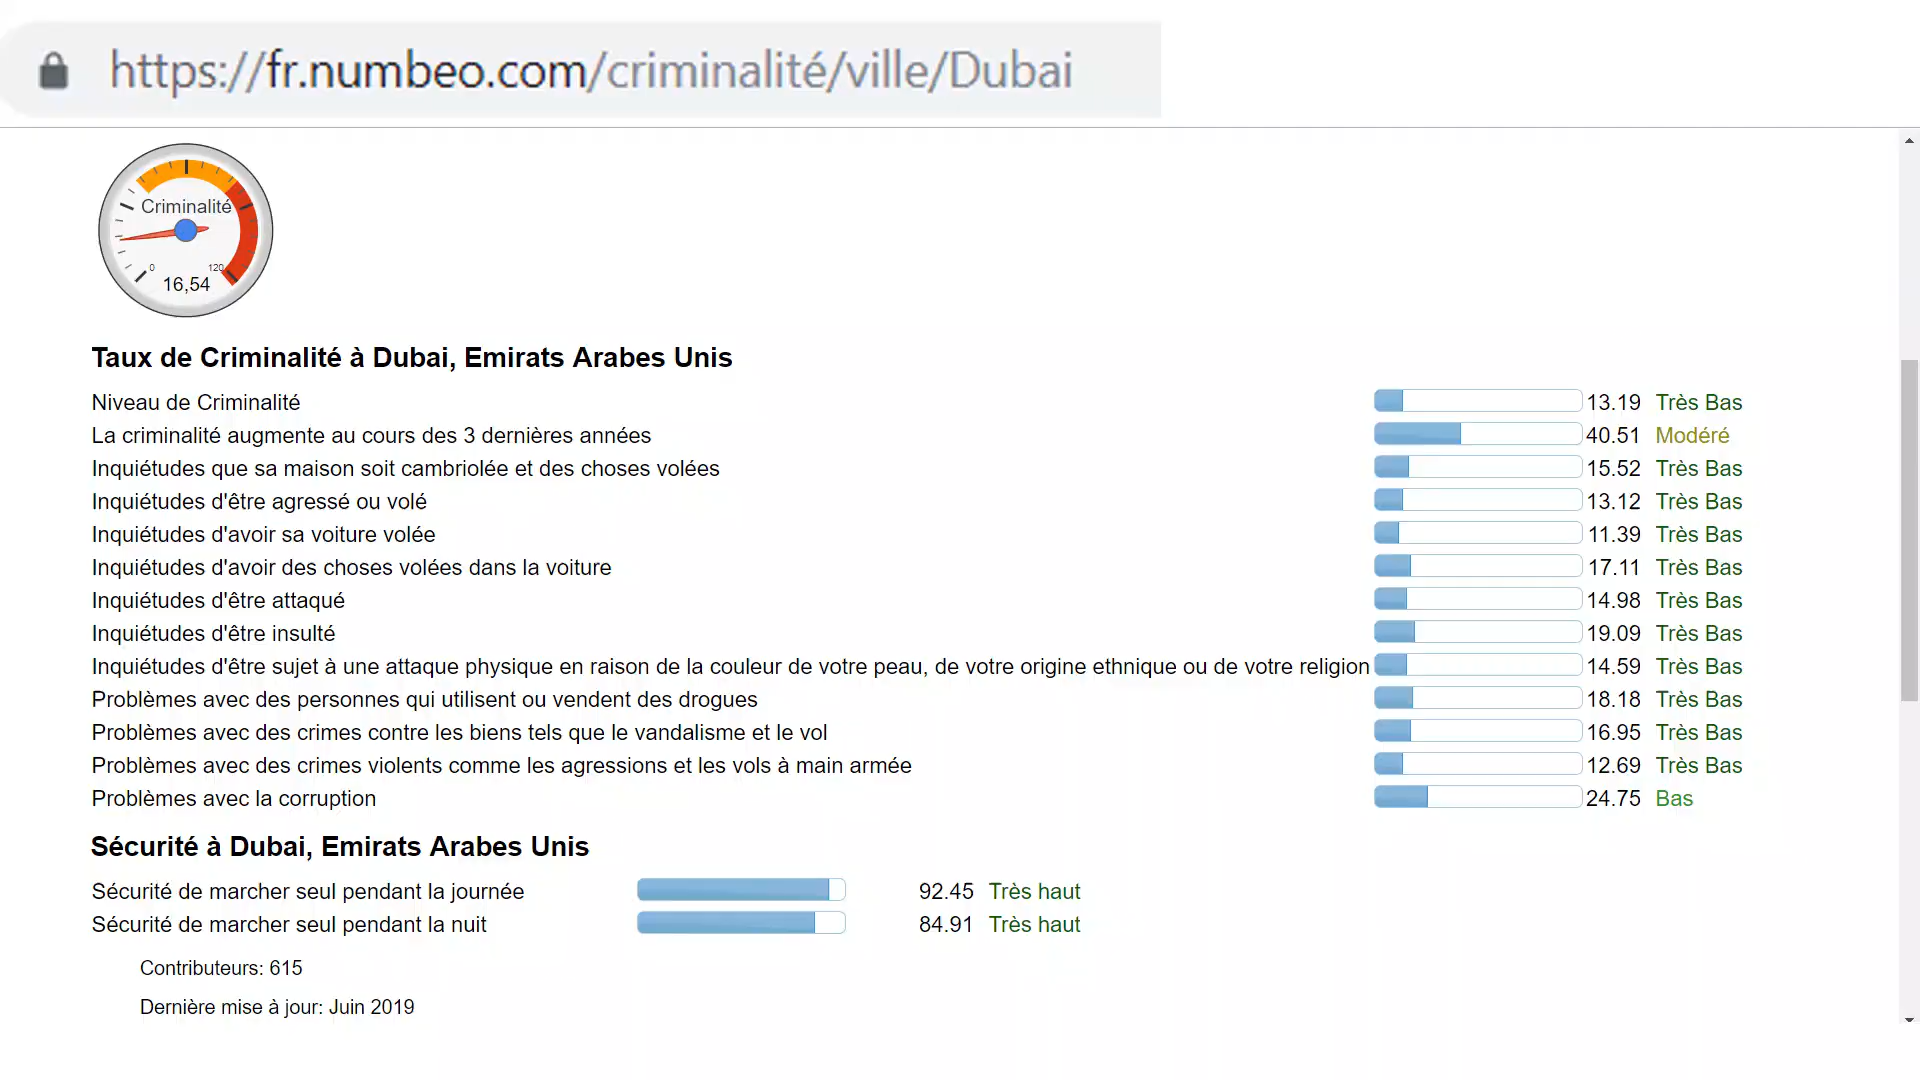 https://fr.numbeo.com/criminalité/ville/Dubai
Criminalité
0
120
16,54
Taux de Criminalité à Dubai, Emirats Arabes Unis
Niveau de Criminalité 13.19 Très Bas
La criminalité augmente au cours des 3 dernières années 40.51 Modéré
Inquiétudes que sa maison soit cambriolée et des choses volées 15.52 Très Bas
Inquiétudes d'être agressé ou volé 13.12 Très Bas
Inquiétudes d'avoir sa voiture volée 11.39 Très Bas
Inquiétudes d'avoir des choses volées dans la voiture 17.11 Très Bas
Inquiétudes d'être attaqué 14.98 Très Bas
Inquiétudes d'être insulté 19.09 Très Bas
Inquiétudes d'être sujet à une attaque physique en raison de la couleur de votre peau, de votre origine ethnique ou de votre religion 14.59 Très Bas
Problèmes avec des personnes qui utilisent ou vendent des drogues 18.18 Très Bas
Problèmes avec des crimes contre les biens tels que le vandalisme et le vol 16.95 Très Bas
Problèmes avec des crimes violents comme les agressions et les vols à main armée 12.69 Très Bas
Problèmes avec la corruption 24.75 Bas
Sécurité à Dubai, Emirats Arabes Unis
Sécurité de marcher seul pendant la journée 92.45 Très haut
Sécurité de marcher seul pendant la nuit 84.91 Très haut
Contributeurs: 615
Dernière mise à jour: Juin 2019